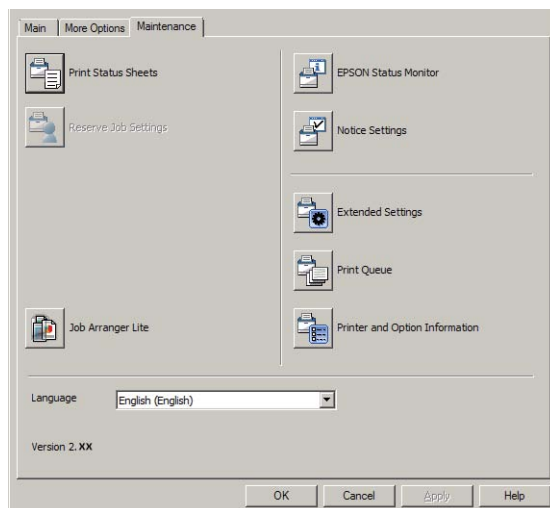 Main More Options Maintenance
Print Status Sheets
EPSON Status Monitor
Reserve Job Settings
Notice Settings
Extended Settings
Print Queue
Job Arranger Lite
Printer and Option Information
Language English (English)
Version 2.XX
OK Cancel Apply Help